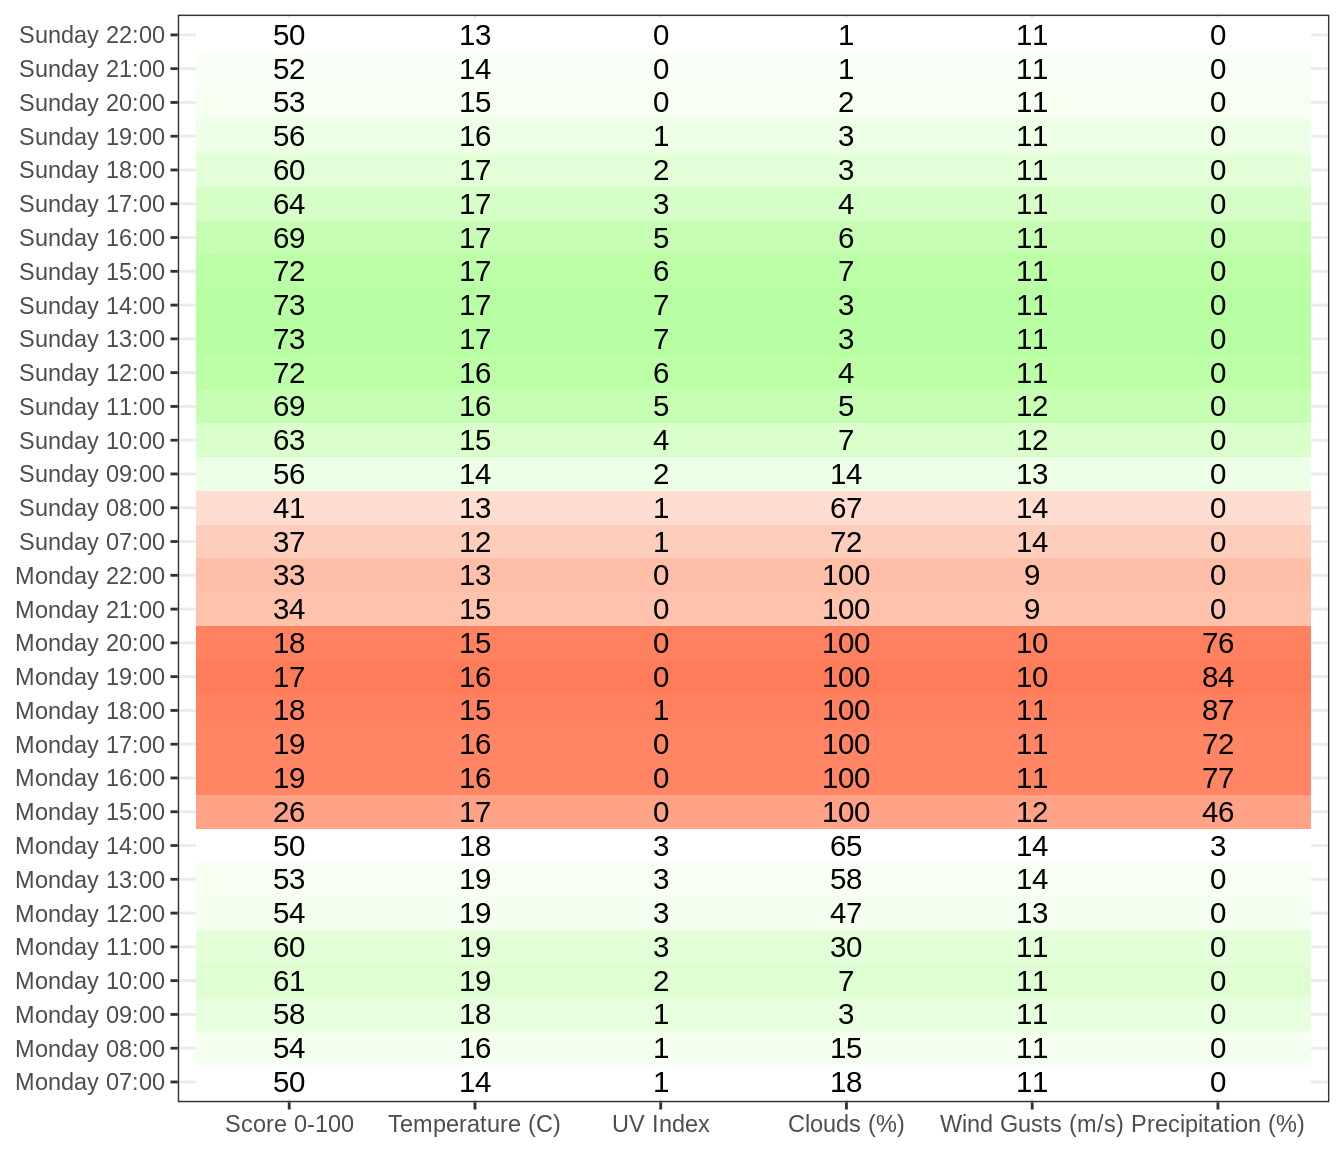 Sunday 22:00 50 13 0 1 11 0
Sunday 21:00 52 14 0 1 11 0
Sunday 20:00 53 15 0 2 11 0
Sunday 19:00 56 16 1 3 11 0
Sunday 18:00 60 17 2 3 11 0
Sunday 17:00 64 17 3 4 11 0
Sunday 16:00 69 17 5 6 11 0
Sunday 15:00 72 17 6 7 11 0
Sunday 14:00 73 17 7 3 11 0
Sunday 13:00 73 17 7 3 11 0
Sunday 12:00 72 16 6 4 11 0
Sunday 11:00 69 16 5 5 12 0
Sunday 10:00 63 15 4 7 12 0
Sunday 09:00 56 14 2 14 13 0
Sunday 08:00 41 13 1 67 14 0
Sunday 07:00 37 12 1 72 14 0
Monday 22:00 33 13 0 100 9 0
Monday 21:00 34 15 0 100 9 0
Monday 20:00 18 15 0 100 10 76
Monday 19:00 17 16 0 100 10 84
Monday 18:00 18 15 1 100 11 87
Monday 17:00 19 16 0 100 11 72
Monday 16:00 19 16 0 100 11 77
Monday 15:00 26 17 0 100 12 46
Monday 14:00 50 18 3 65 14 3
Monday 13:00 53 19 3 58 14 0
Monday 12:00 54 19 3 47 13 0
Monday 11:00 60 19 3 30 11 0
Monday 10:00 61 19 2 7 11 0
Monday 09:00 58 18 1 3 11 0
Monday 08:00 54 16 1 15 11 0
Monday 07:00 50 14 1 18 11 0
Score 0-100 Temperature (C) UV Index Clouds (%) Wind Gusts (m/s) Precipitation (%)